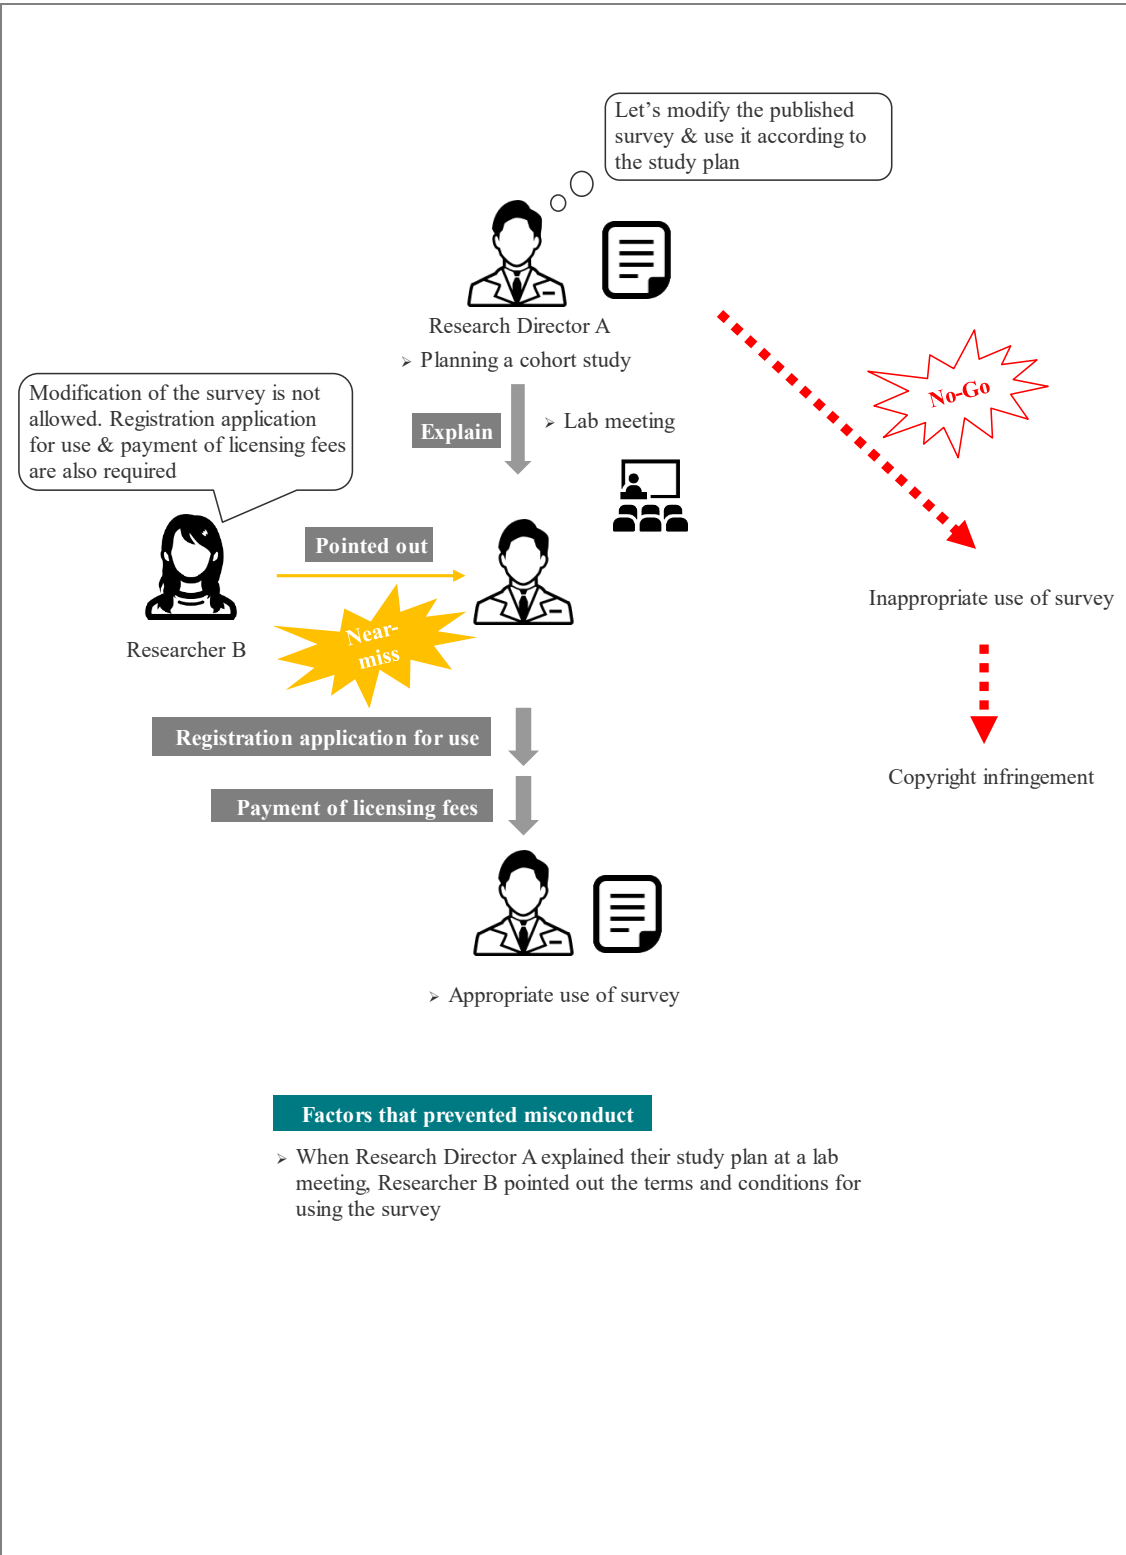 Let’s modify the published
survey & use it according to
the study plan
Research Director A
➢ Planning a cohort study
Explain
➢ Lab meeting
No-Go
Modification of the survey is not
allowed. Registration application
for use & payment of licensing fees
are also required
Pointed out
Researcher B
Near-
miss
Inappropriate use of survey
Registration application for use
Copyright infringement
Payment of licensing fees
➢ Appropriate use of survey
Factors that prevented misconduct
➢ When Research Director A explained their study plan at a lab
meeting, Researcher B pointed out the terms and conditions for
using the survey